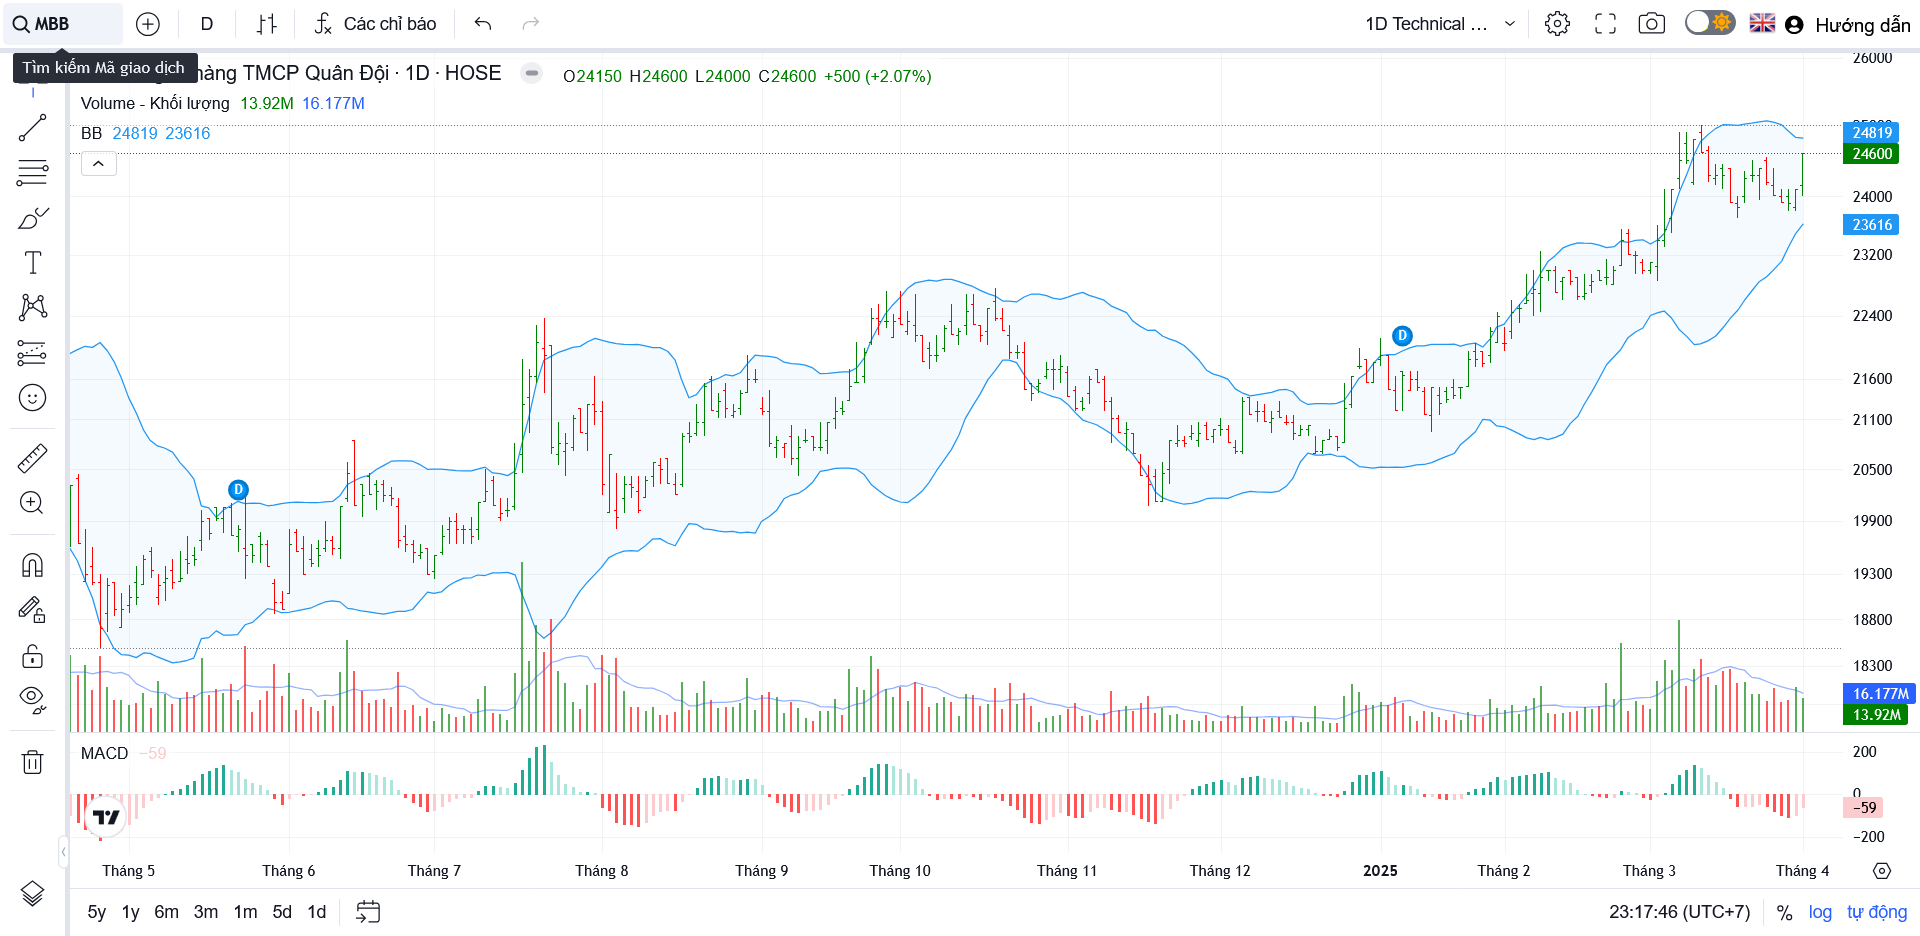 MBB
D
Các chỉ báo
1D Technical ...
Hướng dẫn
Tìm kiếm Mã giao dịch
hàng TMCP Quân Đội · 1D · HOSE
O24150 H24600 L24000 C24600 +500 (+2.07%)
Volume - Khối lượng 13.92M 16.177M
BB 24819 23616
26000
24819
24600
24000
23616
23200
22400
21600
21100
20500
19900
19300
18800
18300
16.177M
13.92M
D
D
MACD −59
200
0
−59
−200
Tháng 5 Tháng 6 Tháng 7 Tháng 8 Tháng 9 Tháng 10 Tháng 11 Tháng 12 2025 Tháng 2 Tháng 3 Tháng 4
5y 1y 6m 3m 1m 5d 1d
23:17:46 (UTC+7) % log tự động